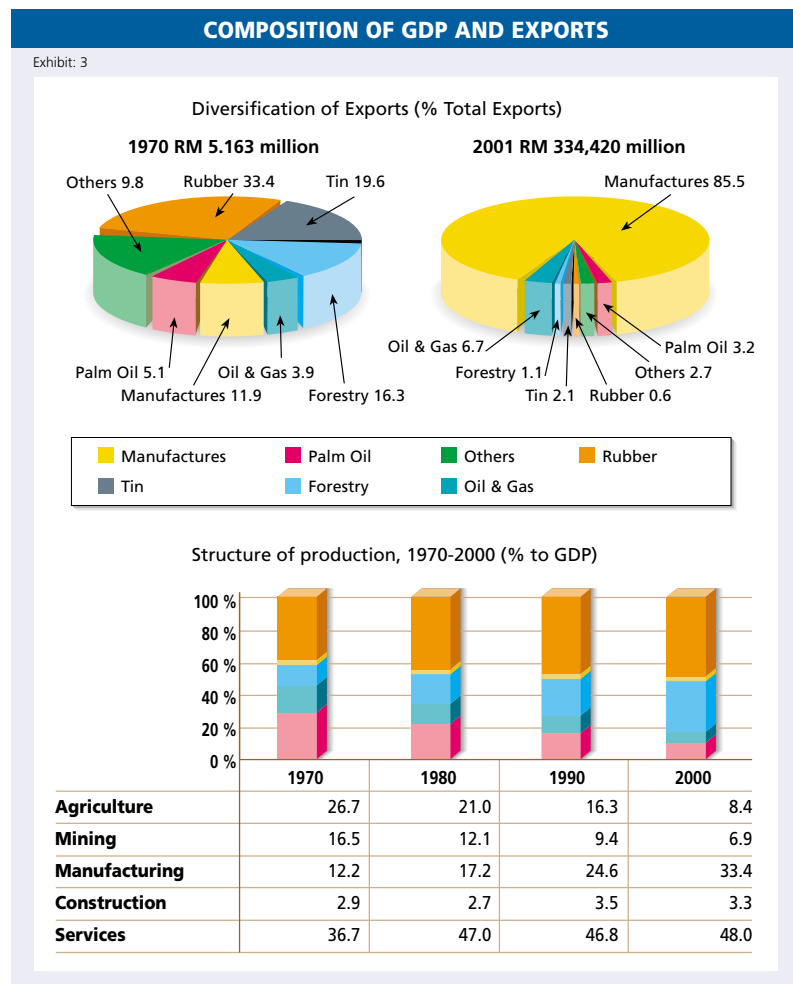 COMPOSITION OF GDP AND EXPORTS
Exhibit: 3
Diversification of Exports (% Total Exports)
1970 RM 5.163 million
2001 RM 334,420 million
Others 9.8
Rubber 33.4
Tin 19.6
Manufactures 85.5
Palm Oil 5.1
Oil & Gas 3.9
Manufactures 11.9
Forestry 16.3
Oil & Gas 6.7
Palm Oil 3.2
Forestry 1.1
Others 2.7
Tin 2.1
Rubber 0.6
Manufactures
Palm Oil
Others
Rubber
Tin
Forestry
Oil & Gas
Structure of production, 1970-2000 (% to GDP)
100 %
80 %
60 %
40 %
20 %
0 %
1970 1980 1990 2000
Agriculture 26.7 21.0 16.3 8.4
Mining 16.5 12.1 9.4 6.9
Manufacturing 12.2 17.2 24.6 33.4
Construction 2.9 2.7 3.5 3.3
Services 36.7 47.0 46.8 48.0